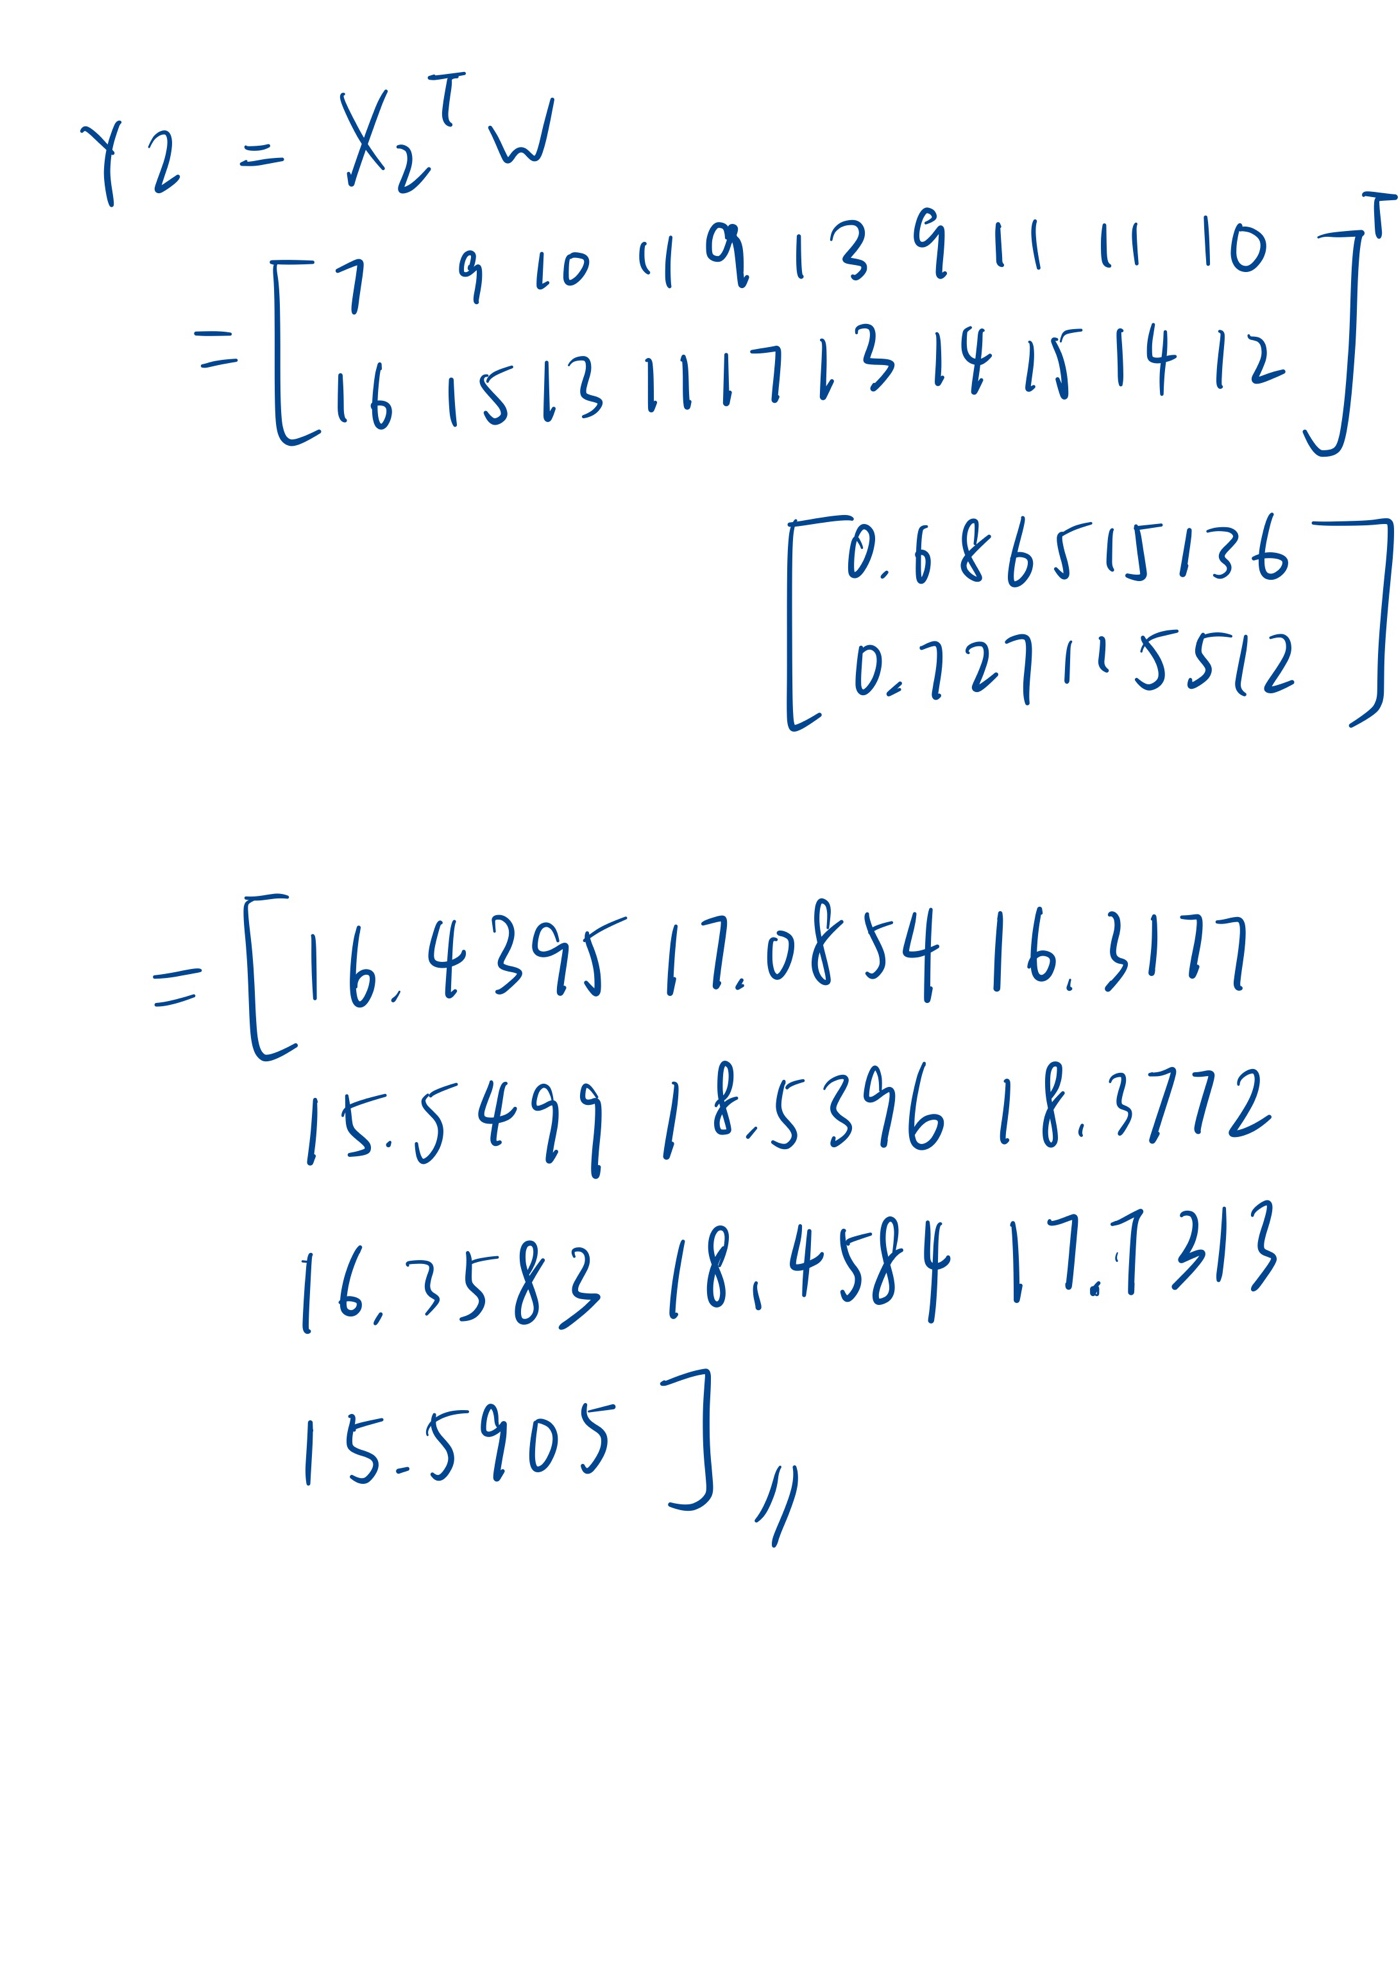 Y2 = X₂ᵀ W
= [ 7 9 10 11 9 13 9 11 11 10
16 15 13 11 17 13 14 15 14 12 ]ᵀ
[ 0.686515136
0.727115512 ]
= [ 16.4395 17.0854 16.3177
15.5499 18.5396 18.3772
16.3583 18.4584 17.7313
15.5905 ] //